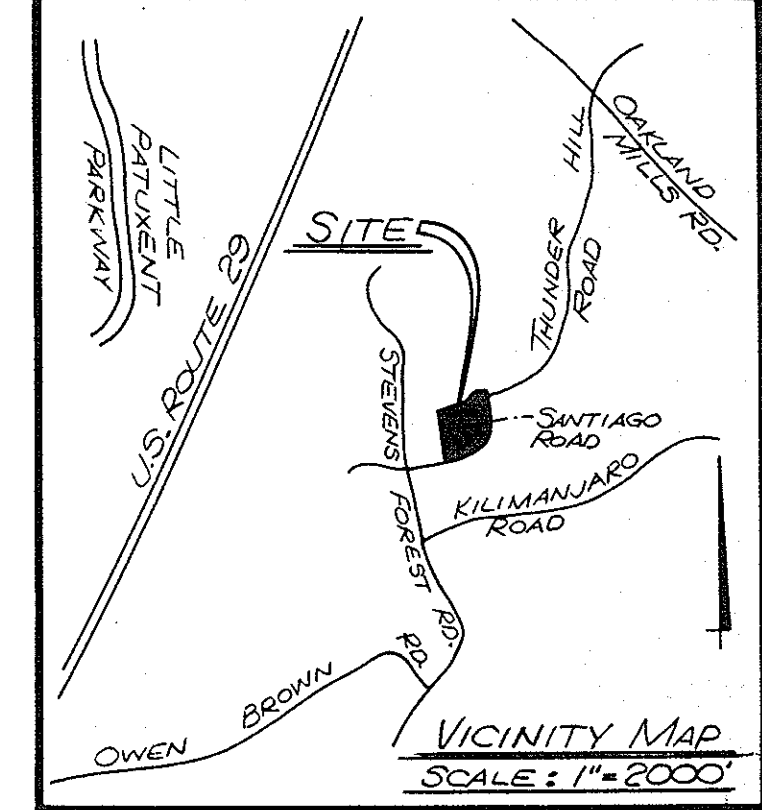 LITTLE
PATUXENT
PARKWAY
U.S. ROUTE 29
SITE
THUNDER HILL
ROAD
OAKLAND
MILLS RD.
STEVENS FOREST RD.
SANTIAGO
ROAD
KILIMANJARO
ROAD
OWEN BROWN RD.
VICINITY MAP
SCALE: 1"=2000'